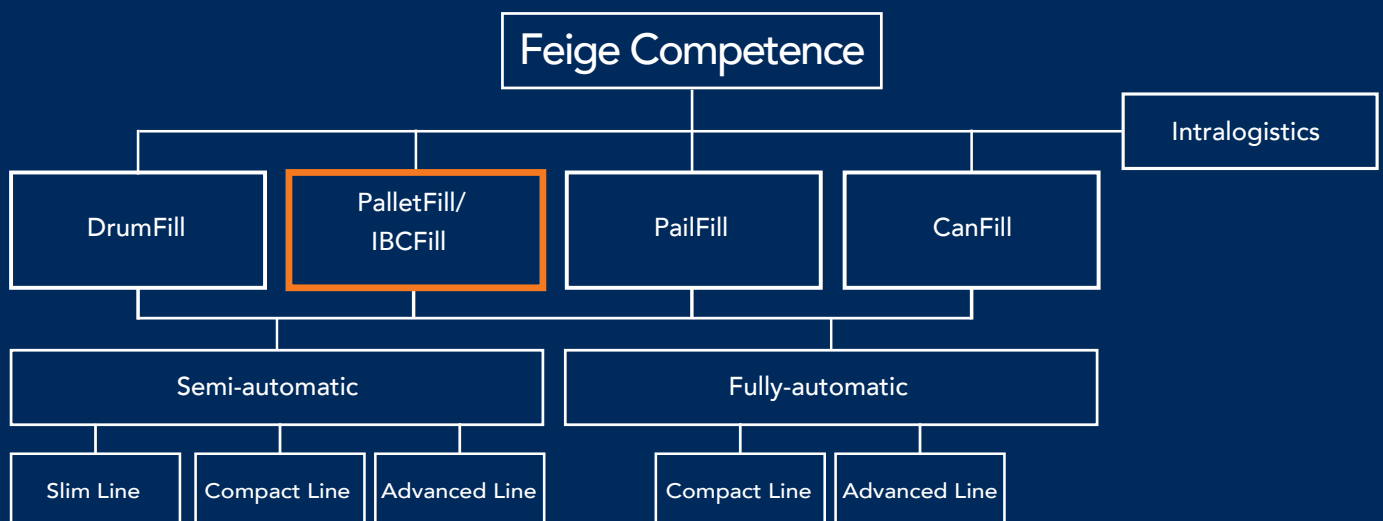 Feige Competence
Intralogistics
DrumFill
PalletFill/
IBCFill
PailFill
CanFill
Semi-automatic
Fully-automatic
Slim Line
Compact Line
Advanced Line
Compact Line
Advanced Line